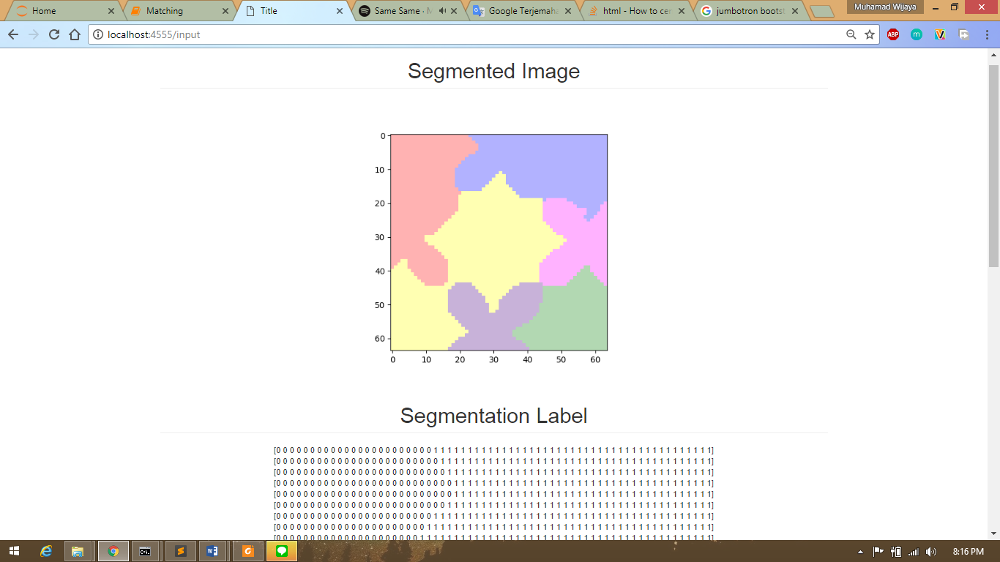 Home
Matching
Title
Same Same - M
Google Terjemaha
html - How to cen
jumbotron bootst
Muhamad Wijaya
localhost:4555/input
ABP
m
Segmented Image
0
10
20
30
40
50
60
0 10 20 30 40 50 60
Segmentation Label
[0 0 0 0 0 0 0 0 0 0 0 0 0 0 0 0 0 0 0 0 0 0 0 1 1 1 1 1 1 1 1 1 1 1 1 1 1 1 1 1 1 1 1 1 1 1 1 1 1 1 1 1 1 1 1 1 1 1 1 1 1 1 1 1]
[0 0 0 0 0 0 0 0 0 0 0 0 0 0 0 0 0 0 0 0 0 0 0 0 1 1 1 1 1 1 1 1 1 1 1 1 1 1 1 1 1 1 1 1 1 1 1 1 1 1 1 1 1 1 1 1 1 1 1 1 1 1 1 1]
[0 0 0 0 0 0 0 0 0 0 0 0 0 0 0 0 0 0 0 0 0 0 0 0 0 1 1 1 1 1 1 1 1 1 1 1 1 1 1 1 1 1 1 1 1 1 1 1 1 1 1 1 1 1 1 1 1 1 1 1 1 1 1 1]
[0 0 0 0 0 0 0 0 0 0 0 0 0 0 0 0 0 0 0 0 0 0 0 0 0 0 1 1 1 1 1 1 1 1 1 1 1 1 1 1 1 1 1 1 1 1 1 1 1 1 1 1 1 1 1 1 1 1 1 1 1 1 1 1]
[0 0 0 0 0 0 0 0 0 0 0 0 0 0 0 0 0 0 0 0 0 0 0 0 0 0 1 1 1 1 1 1 1 1 1 1 1 1 1 1 1 1 1 1 1 1 1 1 1 1 1 1 1 1 1 1 1 1 1 1 1 1 1 1]
[0 0 0 0 0 0 0 0 0 0 0 0 0 0 0 0 0 0 0 0 0 0 0 0 0 1 1 1 1 1 1 1 1 1 1 1 1 1 1 1 1 1 1 1 1 1 1 1 1 1 1 1 1 1 1 1 1 1 1 1 1 1 1 1]
[0 0 0 0 0 0 0 0 0 0 0 0 0 0 0 0 0 0 0 0 0 0 0 1 1 1 1 1 1 1 1 1 1 1 1 1 1 1 1 1 1 1 1 1 1 1 1 1 1 1 1 1 1 1 1 1 1 1 1 1 1 1 1 1]
[0 0 0 0 0 0 0 0 0 0 0 0 0 0 0 0 0 0 0 0 0 0 1 1 1 1 1 1 1 1 1 1 1 1 1 1 1 1 1 1 1 1 1 1 1 1 1 1 1 1 1 1 1 1 1 1 1 1 1 1 1 1 1 1]
[0 0 0 0 0 0 0 0 0 0 0 0 0 0 0 0 0 0 0 0 0 1 1 1 1 1 1 1 1 1 1 1 1 1 1 1 1 1 1 1 1 1 1 1 1 1 1 1 1 1 1 1 1 1 1 1 1 1 1 1 1 1 1 1]
8:16 PM